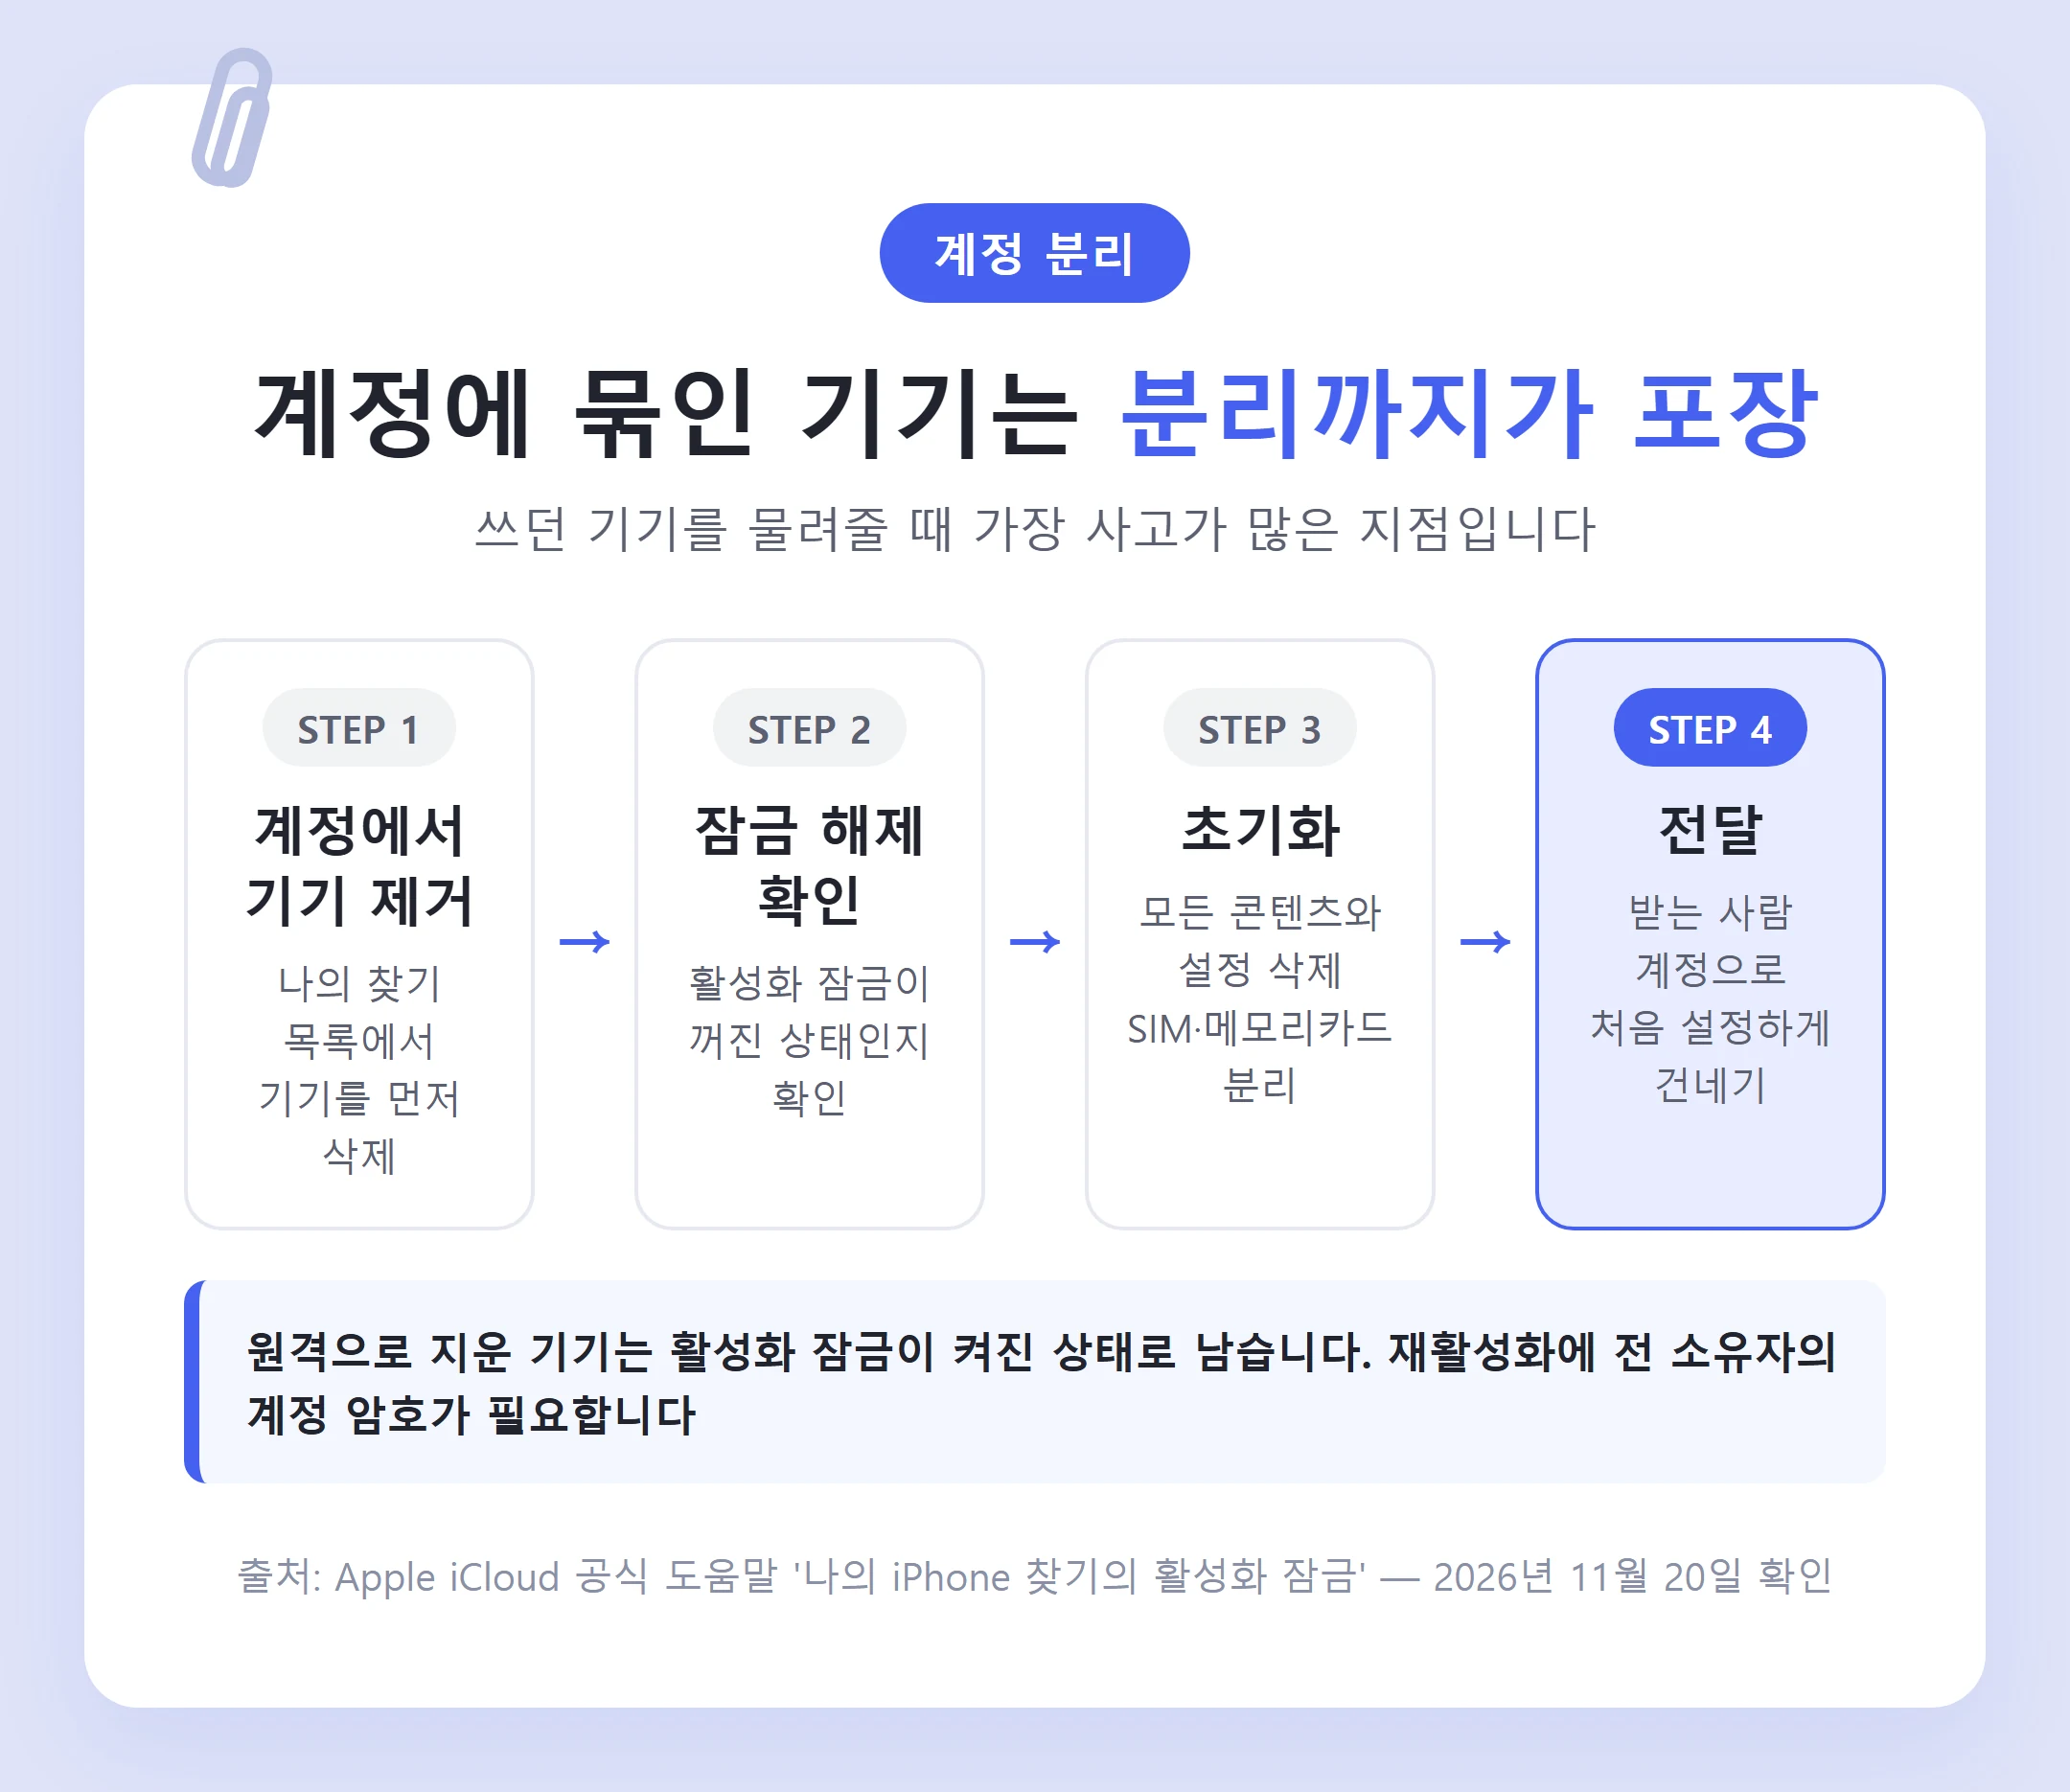 계정 분리
계정에 묶인 기기는 분리까지가 포장
쓰던 기기를 물려줄 때 가장 사고가 많은 지점입니다
STEP 1
계정에서
기기 제거
나의 찾기
목록에서
기기를 먼저
삭제
→
STEP 2
잠금 해제
확인
활성화 잠금이
꺼진 상태인지
확인
→
STEP 3
초기화
모든 콘텐츠와
설정 삭제
SIM·메모리카드
분리
→
STEP 4
전달
받는 사람
계정으로
처음 설정하게
건네기
원격으로 지운 기기는 활성화 잠금이 켜진 상태로 남습니다. 재활성화에 전 소유자의
계정 암호가 필요합니다
출처: Apple iCloud 공식 도움말 '나의 iPhone 찾기의 활성화 잠금' — 2026년 11월 20일 확인